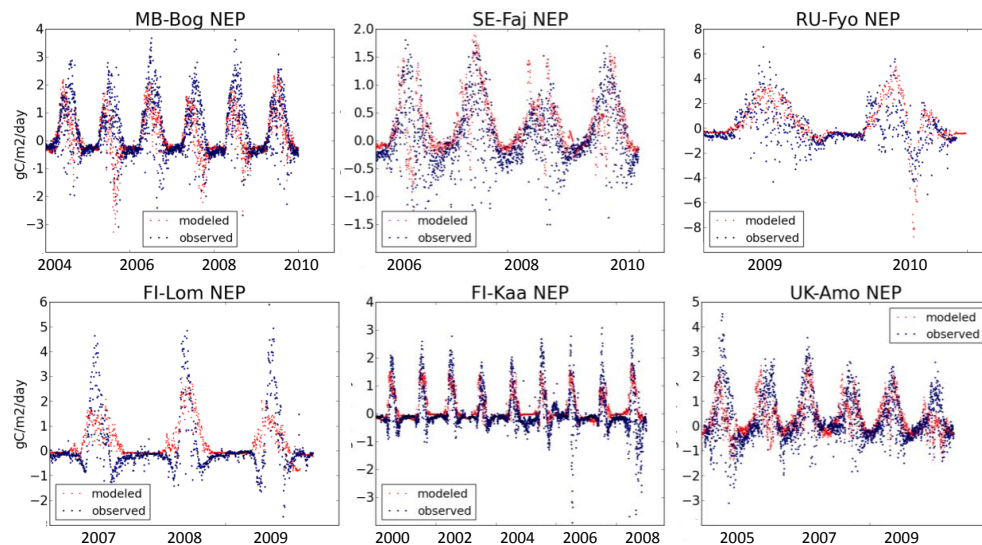 MB-Bog NEP
gC/m2/day
4
3
2
1
0
−1
−2
−3
modeled
observed
2004 2006 2008 2010
SE-Faj NEP
2.0
1.5
1.0
0.5
0.0
−0.5
−1.0
−1.5
modeled
observed
2006 2008 2010
RU-Fyo NEP
8
6
4
2
0
−2
−4
−6
−8
modeled
observed
2009 2010
FI-Lom NEP
gC/m2/day
6
5
4
3
2
1
0
−1
−2
modeled
observed
2007 2008 2009
FI-Kaa NEP
4
3
2
1
0
−1
−2
−3
modeled
observed
2000 2002 2004 2006 2008
UK-Amo NEP
5
4
3
2
1
0
−1
−2
−3
modeled
observed
2005 2007 2009